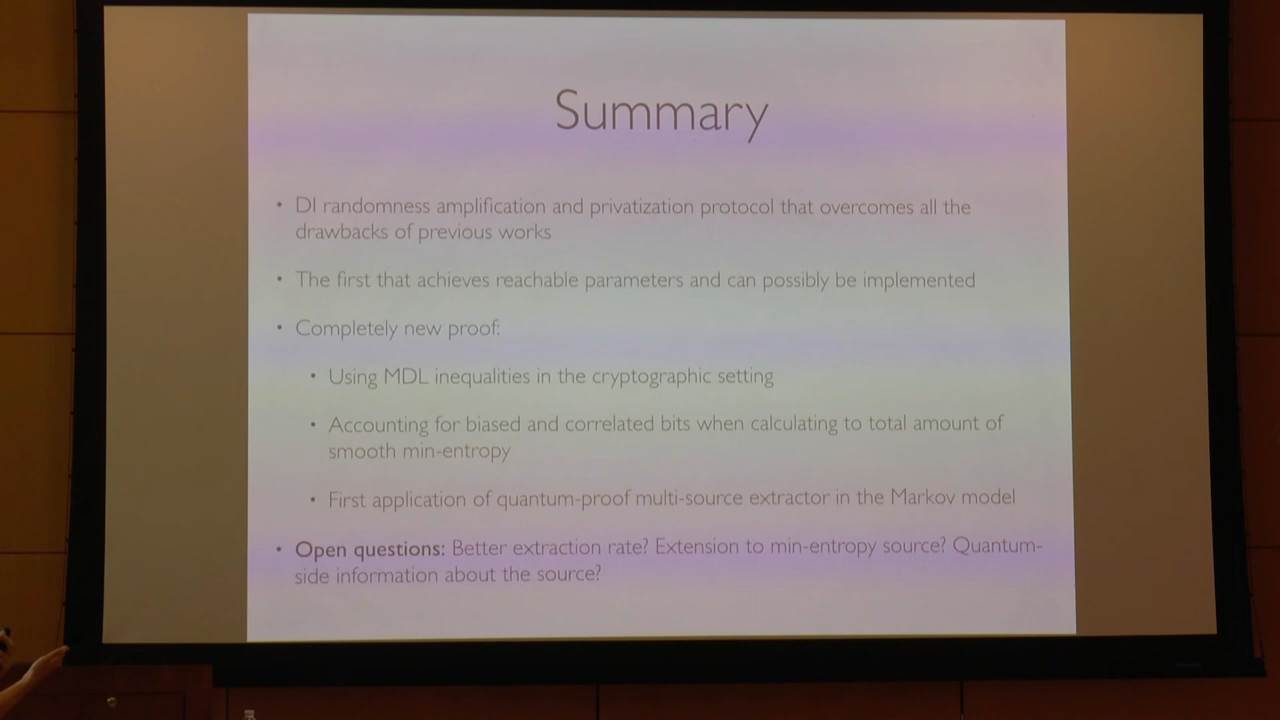 Summary
• DI randomness amplification and privatization protocol that overcomes all the
drawbacks of previous works
• The first that achieves reachable parameters and can possibly be implemented
• Completely new proof:
• Using MDL inequalities in the cryptographic setting
• Accounting for biased and correlated bits when calculating to total amount of
smooth min-entropy
• First application of quantum-proof multi-source extractor in the Markov model
• Open questions: Better extraction rate? Extension to min-entropy source? Quantum-
side information about the source?